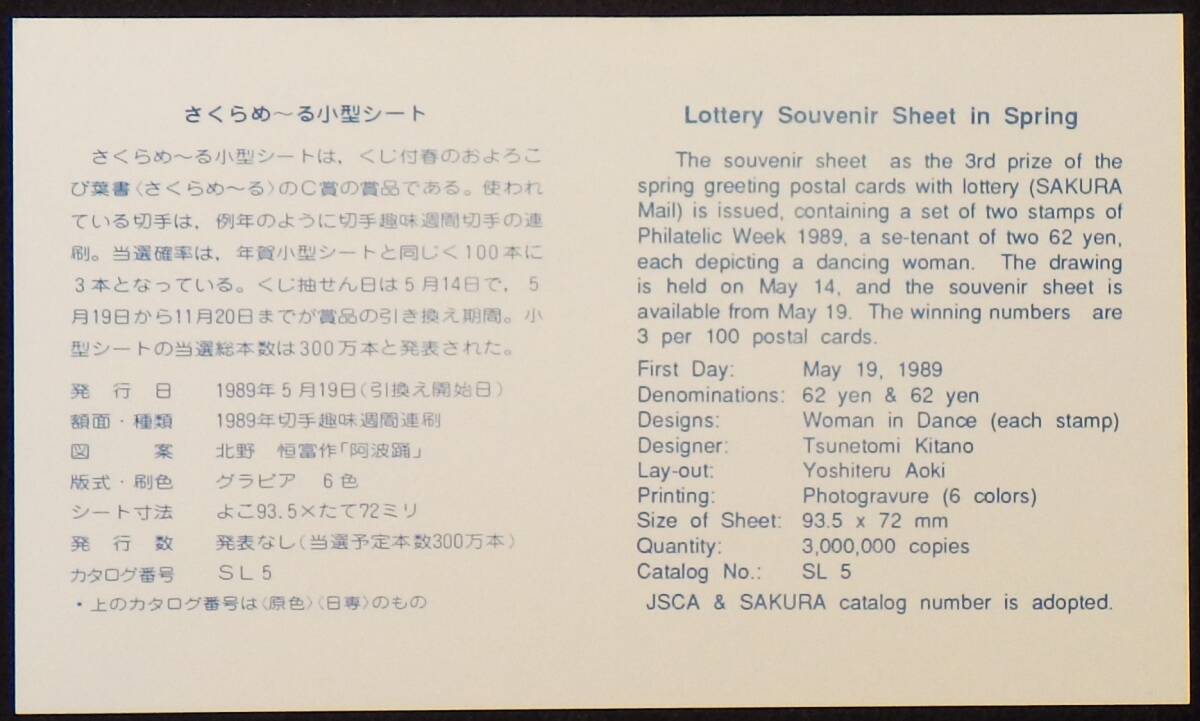 さくらめ〜る小型シート
さくらめ〜る小型シートは，くじ付春のおよろこ
び葉書〈さくらめ〜る〉のC賞の賞品である。使われ
ている切手は，例年のように切手趣味週間切手の連
刷。当選確率は，年賀小型シートと同じく100本に
3本となっている。くじ抽せん日は5月14日で，5
月19日から11月20日までが賞品の引き換え期間。小
型シートの当選総本数は300万本と発表された。
発行日 1989年5月19日(引換え開始日)
額面・種類 1989年切手趣味週間連刷
図案 北野 恒富作「阿波踊」
版式・刷色 グラビア 6色
シート寸法 よこ93.5×たて72ミリ
発行数 発表なし(当選予定本数300万本)
カタログ番号 SL5
・上のカタログ番号は〈原色〉〈日専〉のもの
Lottery Souvenir Sheet in Spring
The souvenir sheet as the 3rd prize of the
spring greeting postal cards with lottery (SAKURA
Mail) is issued, containing a set of two stamps of
Philatelic Week 1989, a se-tenant of two 62 yen,
each depicting a dancing woman. The drawing
is held on May 14, and the souvenir sheet is
available from May 19. The winning numbers are
3 per 100 postal cards.
First Day: May 19, 1989
Denominations: 62 yen & 62 yen
Designs: Woman in Dance (each stamp)
Designer: Tsunetomi Kitano
Lay-out: Yoshiteru Aoki
Printing: Photogravure (6 colors)
Size of Sheet: 93.5 x 72 mm
Quantity: 3,000,000 copies
Catalog No.: SL 5
JSCA & SAKURA catalog number is adopted.